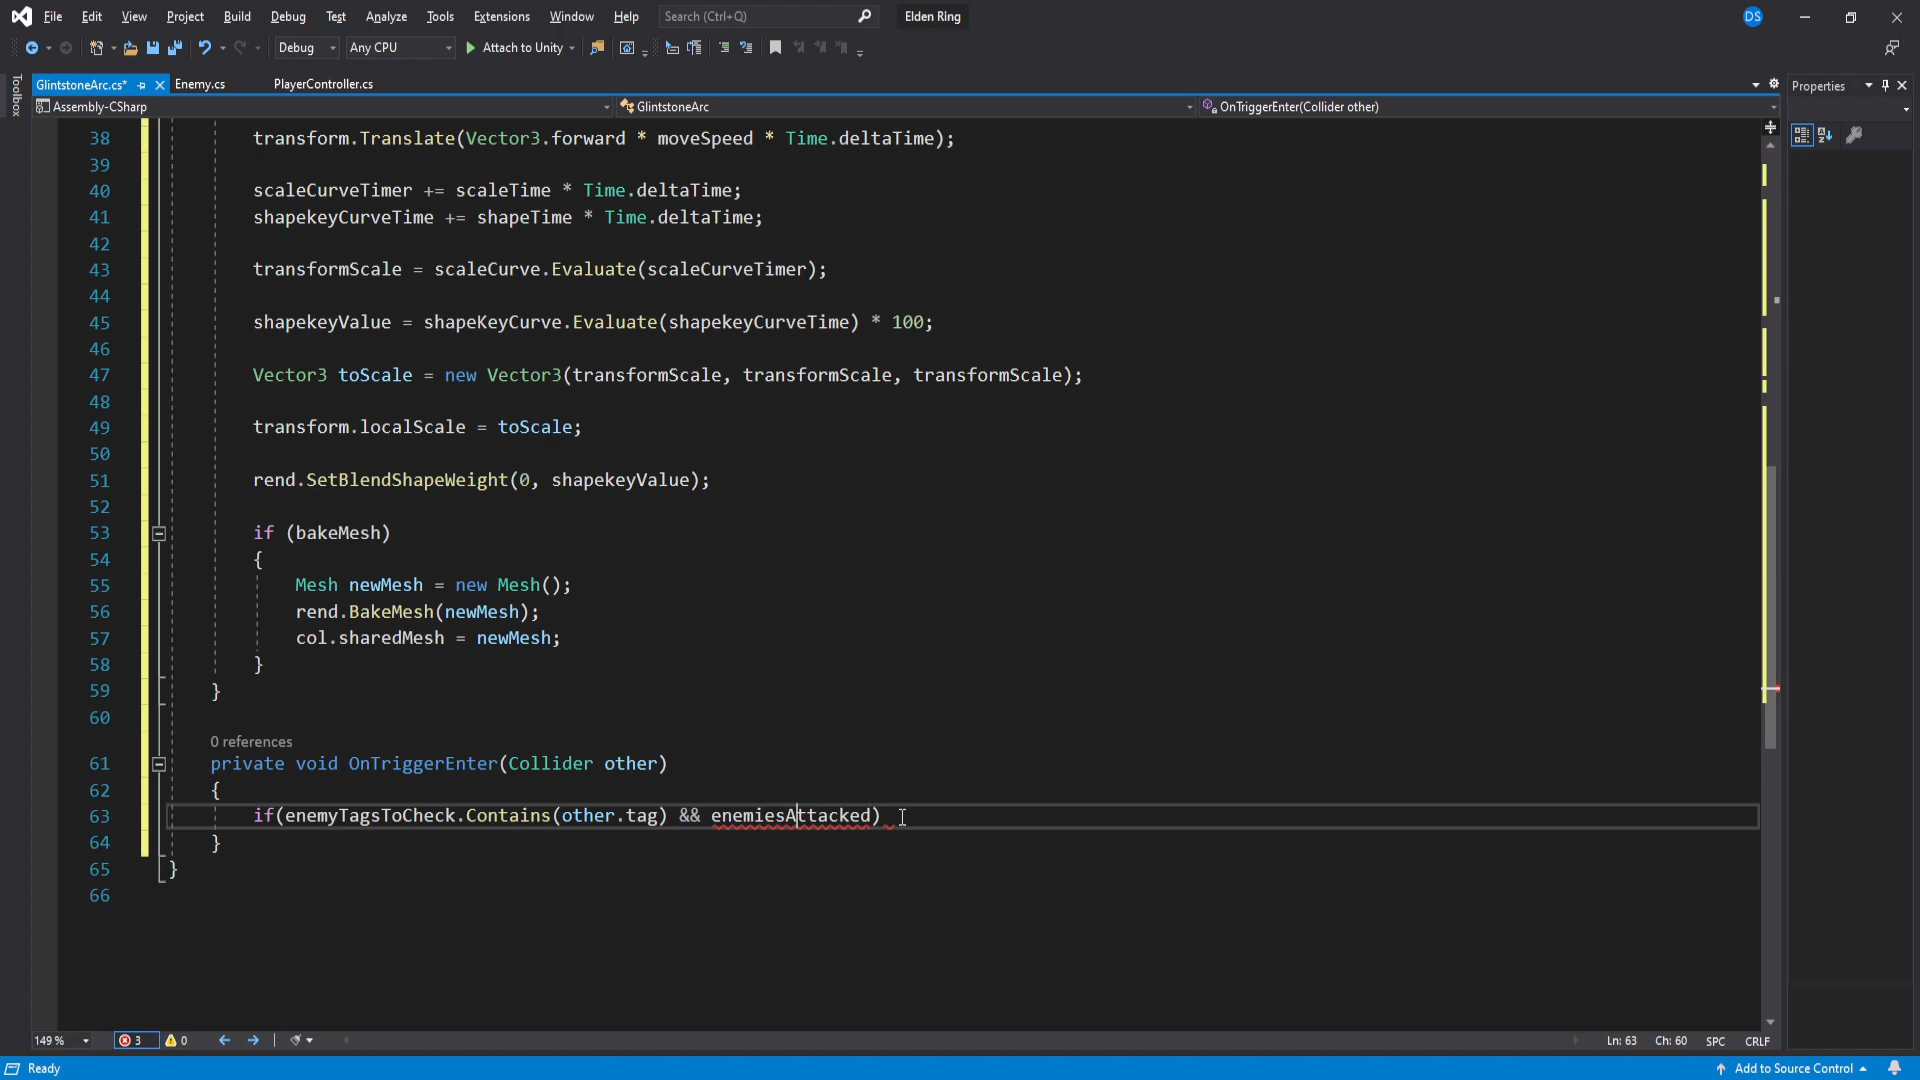 File Edit View Project Build Debug Test Analyze Tools Extensions Window Help Search (Ctrl+Q) Elden Ring DS
Debug Any CPU Attach to Unity
Toolbox
GlintstoneArc.cs* Enemy.cs PlayerController.cs
Properties
Assembly-CSharp GlintstoneArc OnTriggerEnter(Collider other)
38 transform.Translate(Vector3.forward * moveSpeed * Time.deltaTime);
39
40 scaleCurveTimer += scaleTime * Time.deltaTime;
41 shapekeyCurveTime += shapeTime * Time.deltaTime;
42
43 transformScale = scaleCurve.Evaluate(scaleCurveTimer);
44
45 shapekeyValue = shapeKeyCurve.Evaluate(shapekeyCurveTime) * 100;
46
47 Vector3 toScale = new Vector3(transformScale, transformScale, transformScale);
48
49 transform.localScale = toScale;
50
51 rend.SetBlendShapeWeight(0, shapekeyValue);
52
53 if (bakeMesh)
54 {
55 Mesh newMesh = new Mesh();
56 rend.BakeMesh(newMesh);
57 col.sharedMesh = newMesh;
58 }
59 }
60
0 references
61 private void OnTriggerEnter(Collider other)
62 {
63 if(enemyTagsToCheck.Contains(other.tag) && enemiesAttacked)
64 }
65 }
66
149 % 3 0 Ln: 63 Ch: 60 SPC CRLF
Ready Add to Source Control